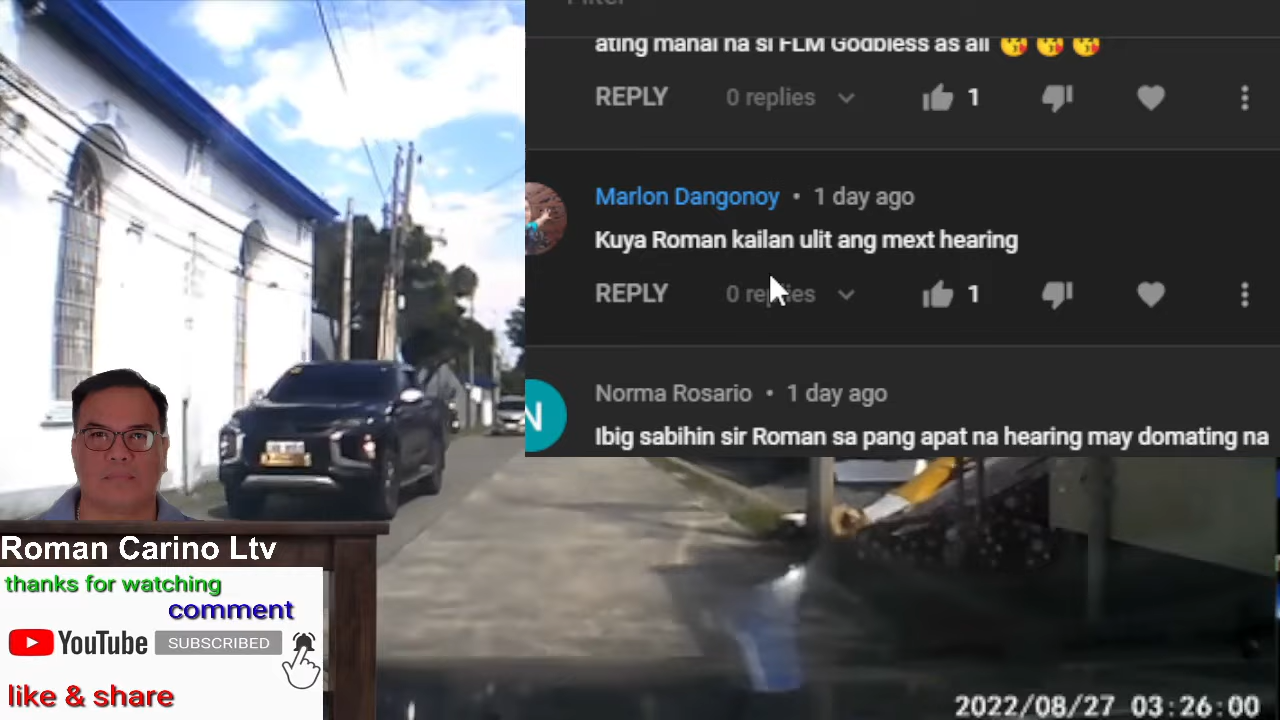 ating mahal na si FLM Godbless as all 😚 😚 😚
REPLY 0 replies 1
Marlon Dangonoy • 1 day ago
Kuya Roman kailan ulit ang mext hearing
REPLY 0 replies 1
N
Norma Rosario • 1 day ago
Ibig sabihin sir Roman sa pang apat na hearing may domating na
Roman Carino Ltv
thanks for watching
comment
YouTube SUBSCRIBED
like & share
2022/08/27 03:26:00